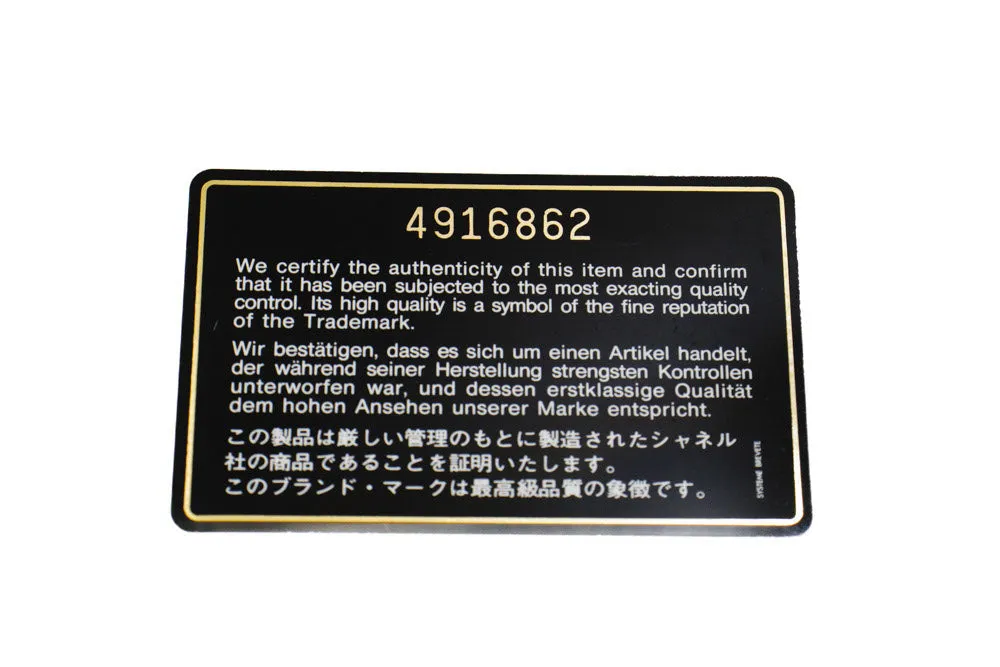 4916862
We certify the authenticity of this item and confirm
that it has been subjected to the most exacting quality
control. Its high quality is a symbol of the fine reputation
of the Trademark.
Wir bestätigen, dass es sich um einen Artikel handelt,
der während seiner Herstellung strengsten Kontrollen
unterworfen war, und dessen erstklassige Qualität
dem hohen Ansehen unserer Marke entspricht.
この製品は厳しい管理のもとに製造されたシャネル
社の商品であることを証明いたします。
このブランド・マークは最高級品質の象徴です。
SYSTEME BREVETE